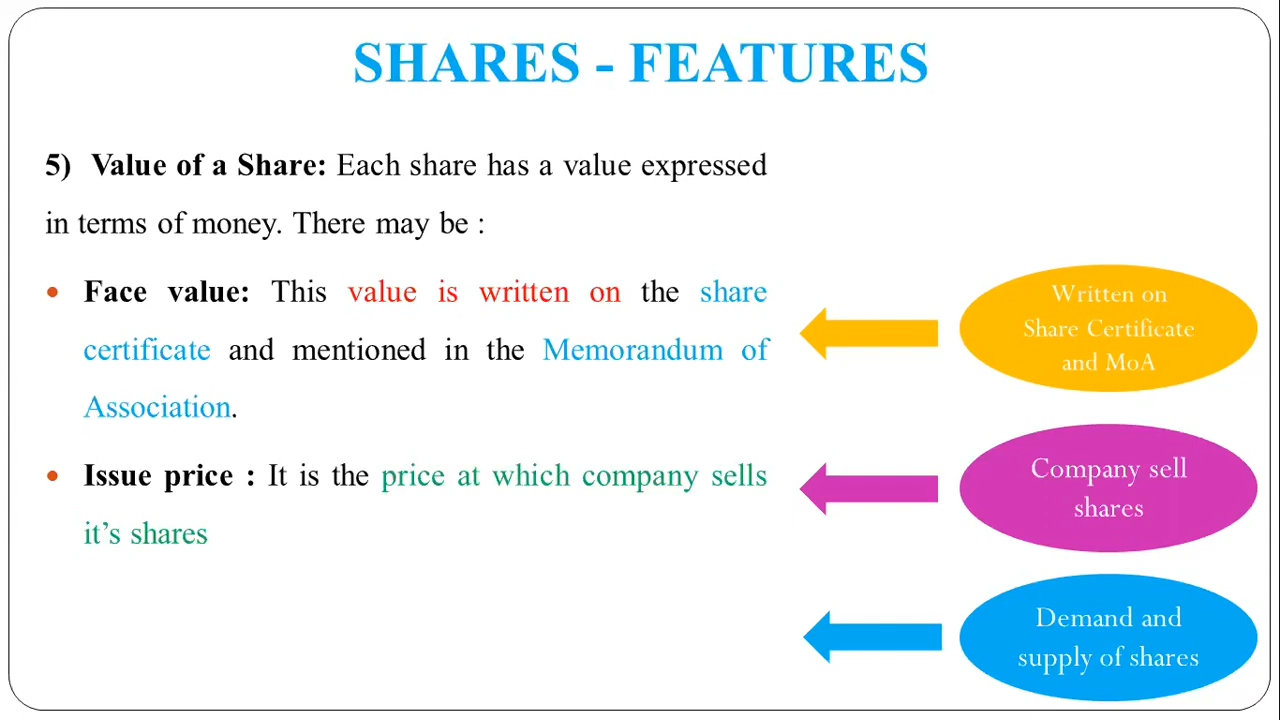 SHARES - FEATURES
5) Value of a Share: Each share has a value expressed
in terms of money. There may be :
• Face value: This value is written on the share
certificate and mentioned in the Memorandum of
Association.
• Issue price : It is the price at which company sells
it’s shares
Written on
Share Certificate
and MoA
Company sell
shares
Demand and
supply of shares